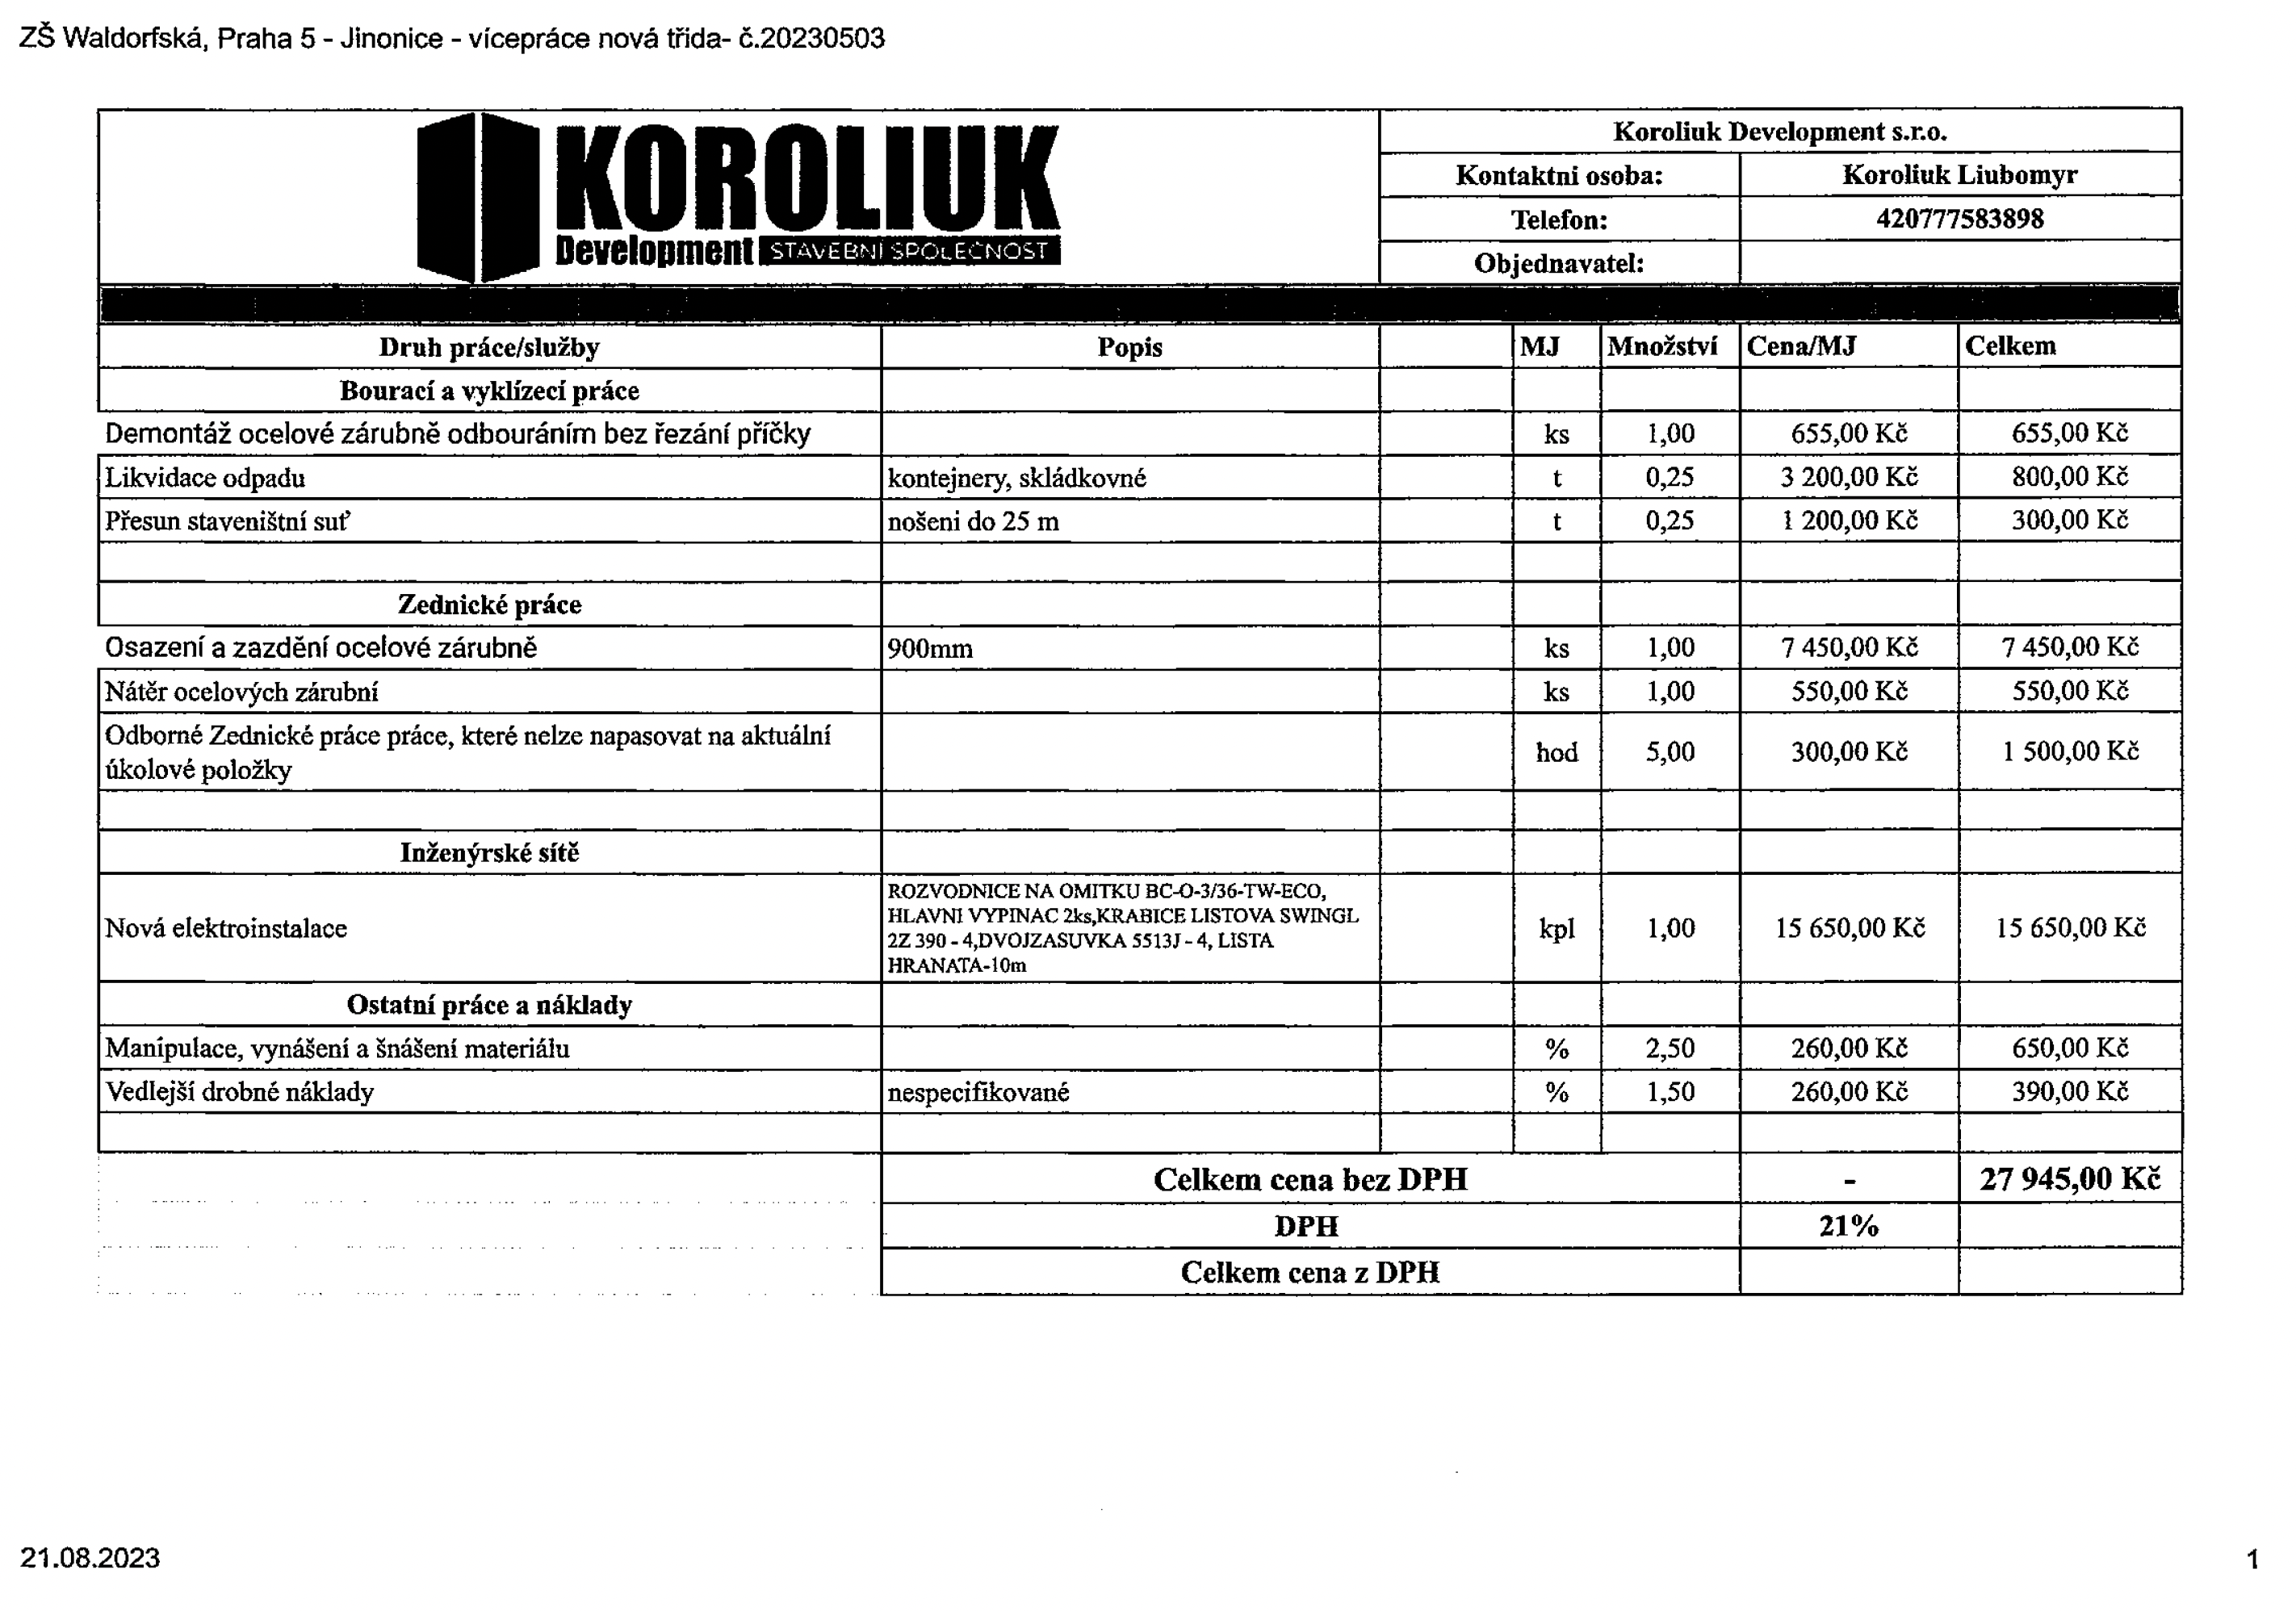 ZŠ Waldorfská, Praha 5 - Jinonice - vícepráce nová třída- č.20230503
KOROLIUK
Development STAVEBNÍ SPOLEČNOST
Koroliuk Development s.r.o.
Kontaktni osoba: Koroliuk Liubomyr
Telefon: 420777583898
Objednavatel:
Druh práce/služby Popis MJ Množství Cena/MJ Celkem
Bourací a vyklízecí práce
Demontáž ocelové zárubně odbouráním bez řezání příčky ks 1,00 655,00 Kč 655,00 Kč
Likvidace odpadu kontejnery, skládkovné t 0,25 3 200,00 Kč 800,00 Kč
Přesun staveništní suť nošeni do 25 m t 0,25 1 200,00 Kč 300,00 Kč
Zednické práce
Osazení a zazdění ocelové zárubně 900mm ks 1,00 7 450,00 Kč 7 450,00 Kč
Nátěr ocelových zárubní ks 1,00 550,00 Kč 550,00 Kč
Odborné Zednické práce práce, které nelze napasovat na aktuální
úkolové položky hod 5,00 300,00 Kč 1 500,00 Kč
Inženýrské sítě
Nová elektroinstalace ROZVODNICE NA OMITKU BC-O-3/36-TW-ECO,
HLAVNI VYPINAC 2ks,KRABICE LISTOVA SWINGL
2Z 390 - 4,DVOJZASUVKA 5513J - 4, LISTA
HRANATA-10m kpl 1,00 15 650,00 Kč 15 650,00 Kč
Ostatní práce a náklady
Manipulace, vynášení a šnášení materiálu % 2,50 260,00 Kč 650,00 Kč
Vedlejší drobné náklady nespecifikované % 1,50 260,00 Kč 390,00 Kč
Celkem cena bez DPH - 27 945,00 Kč
DPH 21%
Celkem cena z DPH
21.08.2023 1